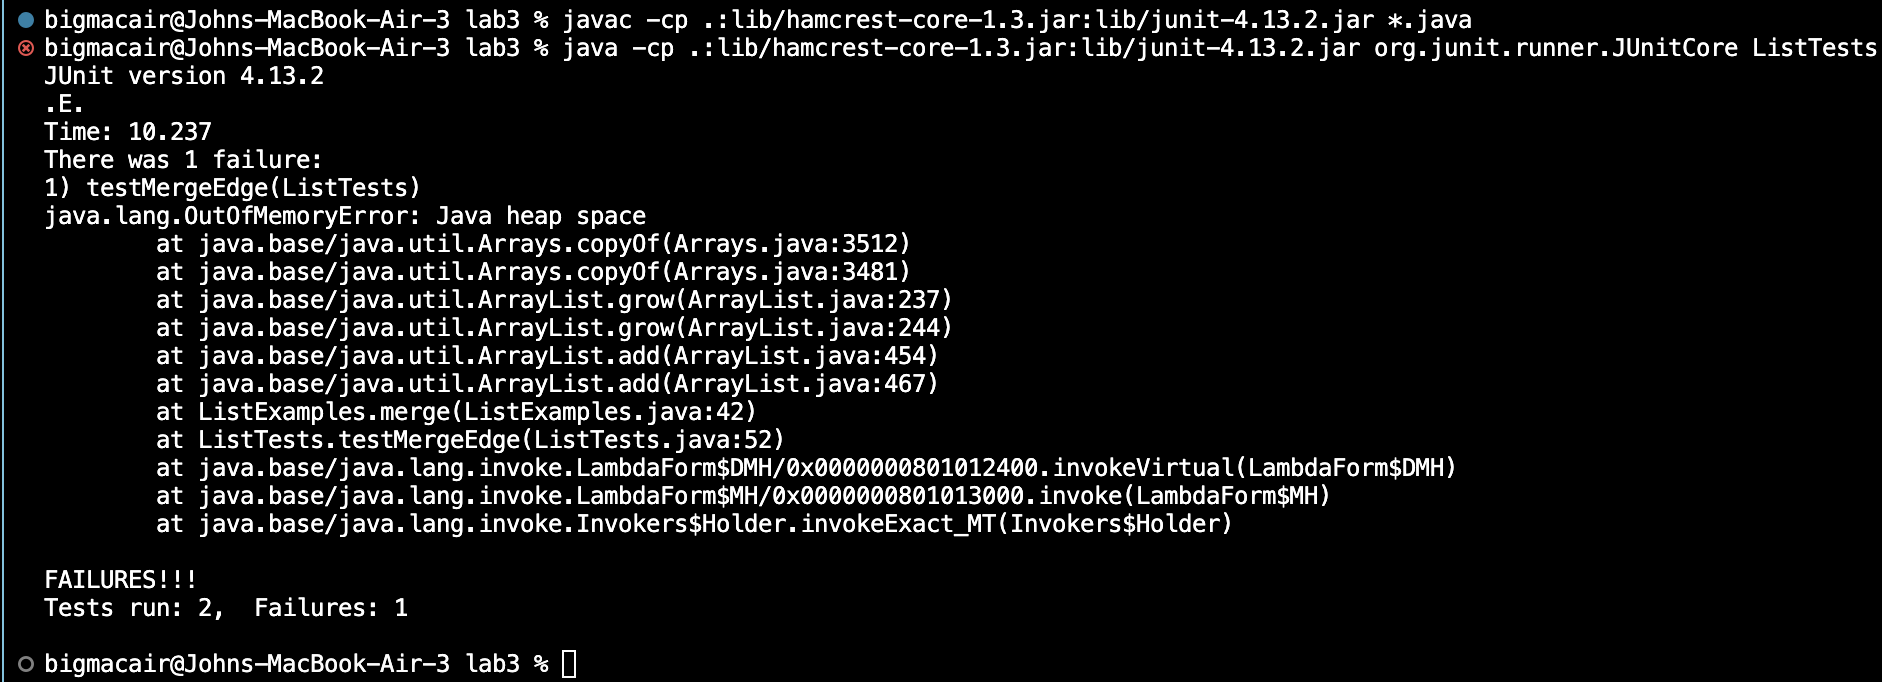 bigmacair@Johns-MacBook-Air-3 lab3 % javac -cp .:lib/hamcrest-core-1.3.jar:lib/junit-4.13.2.jar *.java
bigmacair@Johns-MacBook-Air-3 lab3 % java -cp .:lib/hamcrest-core-1.3.jar:lib/junit-4.13.2.jar org.junit.runner.JUnitCore ListTests
JUnit version 4.13.2
.E.
Time: 10.237
There was 1 failure:
1) testMergeEdge(ListTests)
java.lang.OutOfMemoryError: Java heap space
        at java.base/java.util.Arrays.copyOf(Arrays.java:3512)
        at java.base/java.util.Arrays.copyOf(Arrays.java:3481)
        at java.base/java.util.ArrayList.grow(ArrayList.java:237)
        at java.base/java.util.ArrayList.grow(ArrayList.java:244)
        at java.base/java.util.ArrayList.add(ArrayList.java:454)
        at java.base/java.util.ArrayList.add(ArrayList.java:467)
        at ListExamples.merge(ListExamples.java:42)
        at ListTests.testMergeEdge(ListTests.java:52)
        at java.base/java.lang.invoke.LambdaForm$DMH/0x0000000801012400.invokeVirtual(LambdaForm$DMH)
        at java.base/java.lang.invoke.LambdaForm$MH/0x0000000801013000.invoke(LambdaForm$MH)
        at java.base/java.lang.invoke.Invokers$Holder.invokeExact_MT(Invokers$Holder)

FAILURES!!!
Tests run: 2,  Failures: 1

bigmacair@Johns-MacBook-Air-3 lab3 %